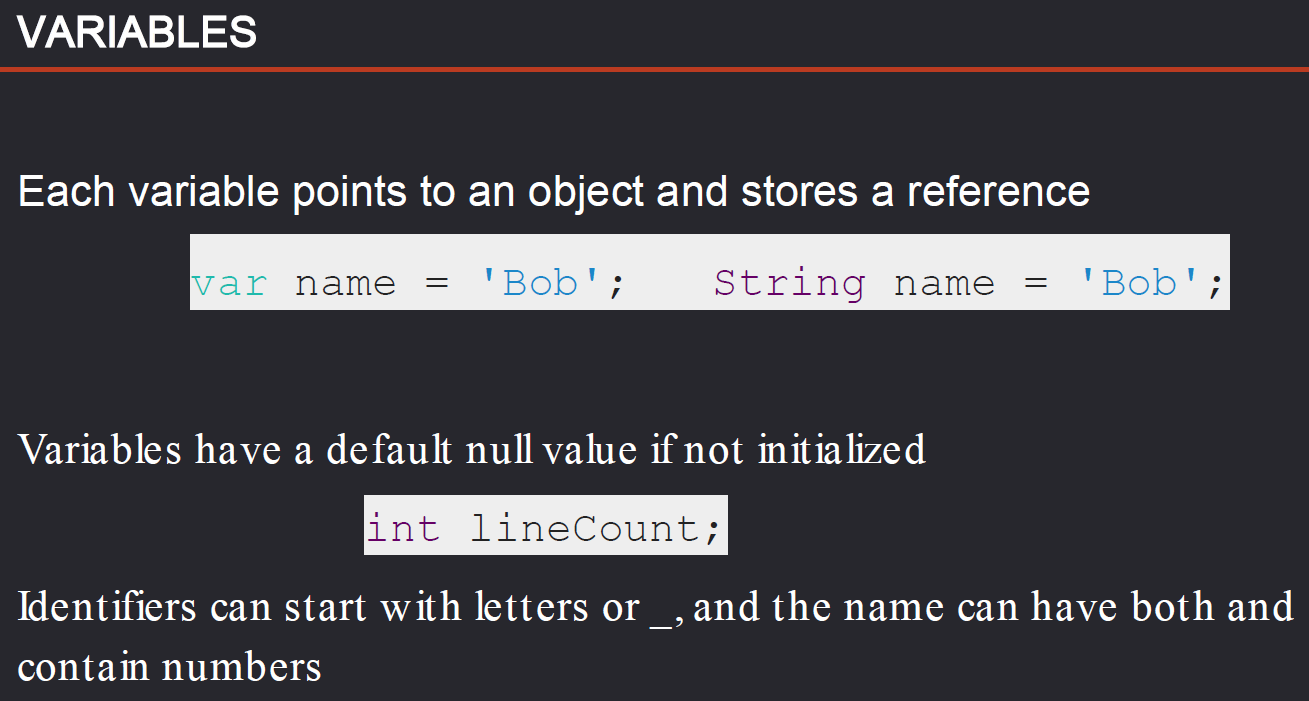 VARIABLES
Each variable points to an object and stores a reference
var name = 'Bob';   String name = 'Bob';
Variables have a default null value if not initialized
int lineCount;
Identifiers can start with letters or _, and the name can have both and
contain numbers